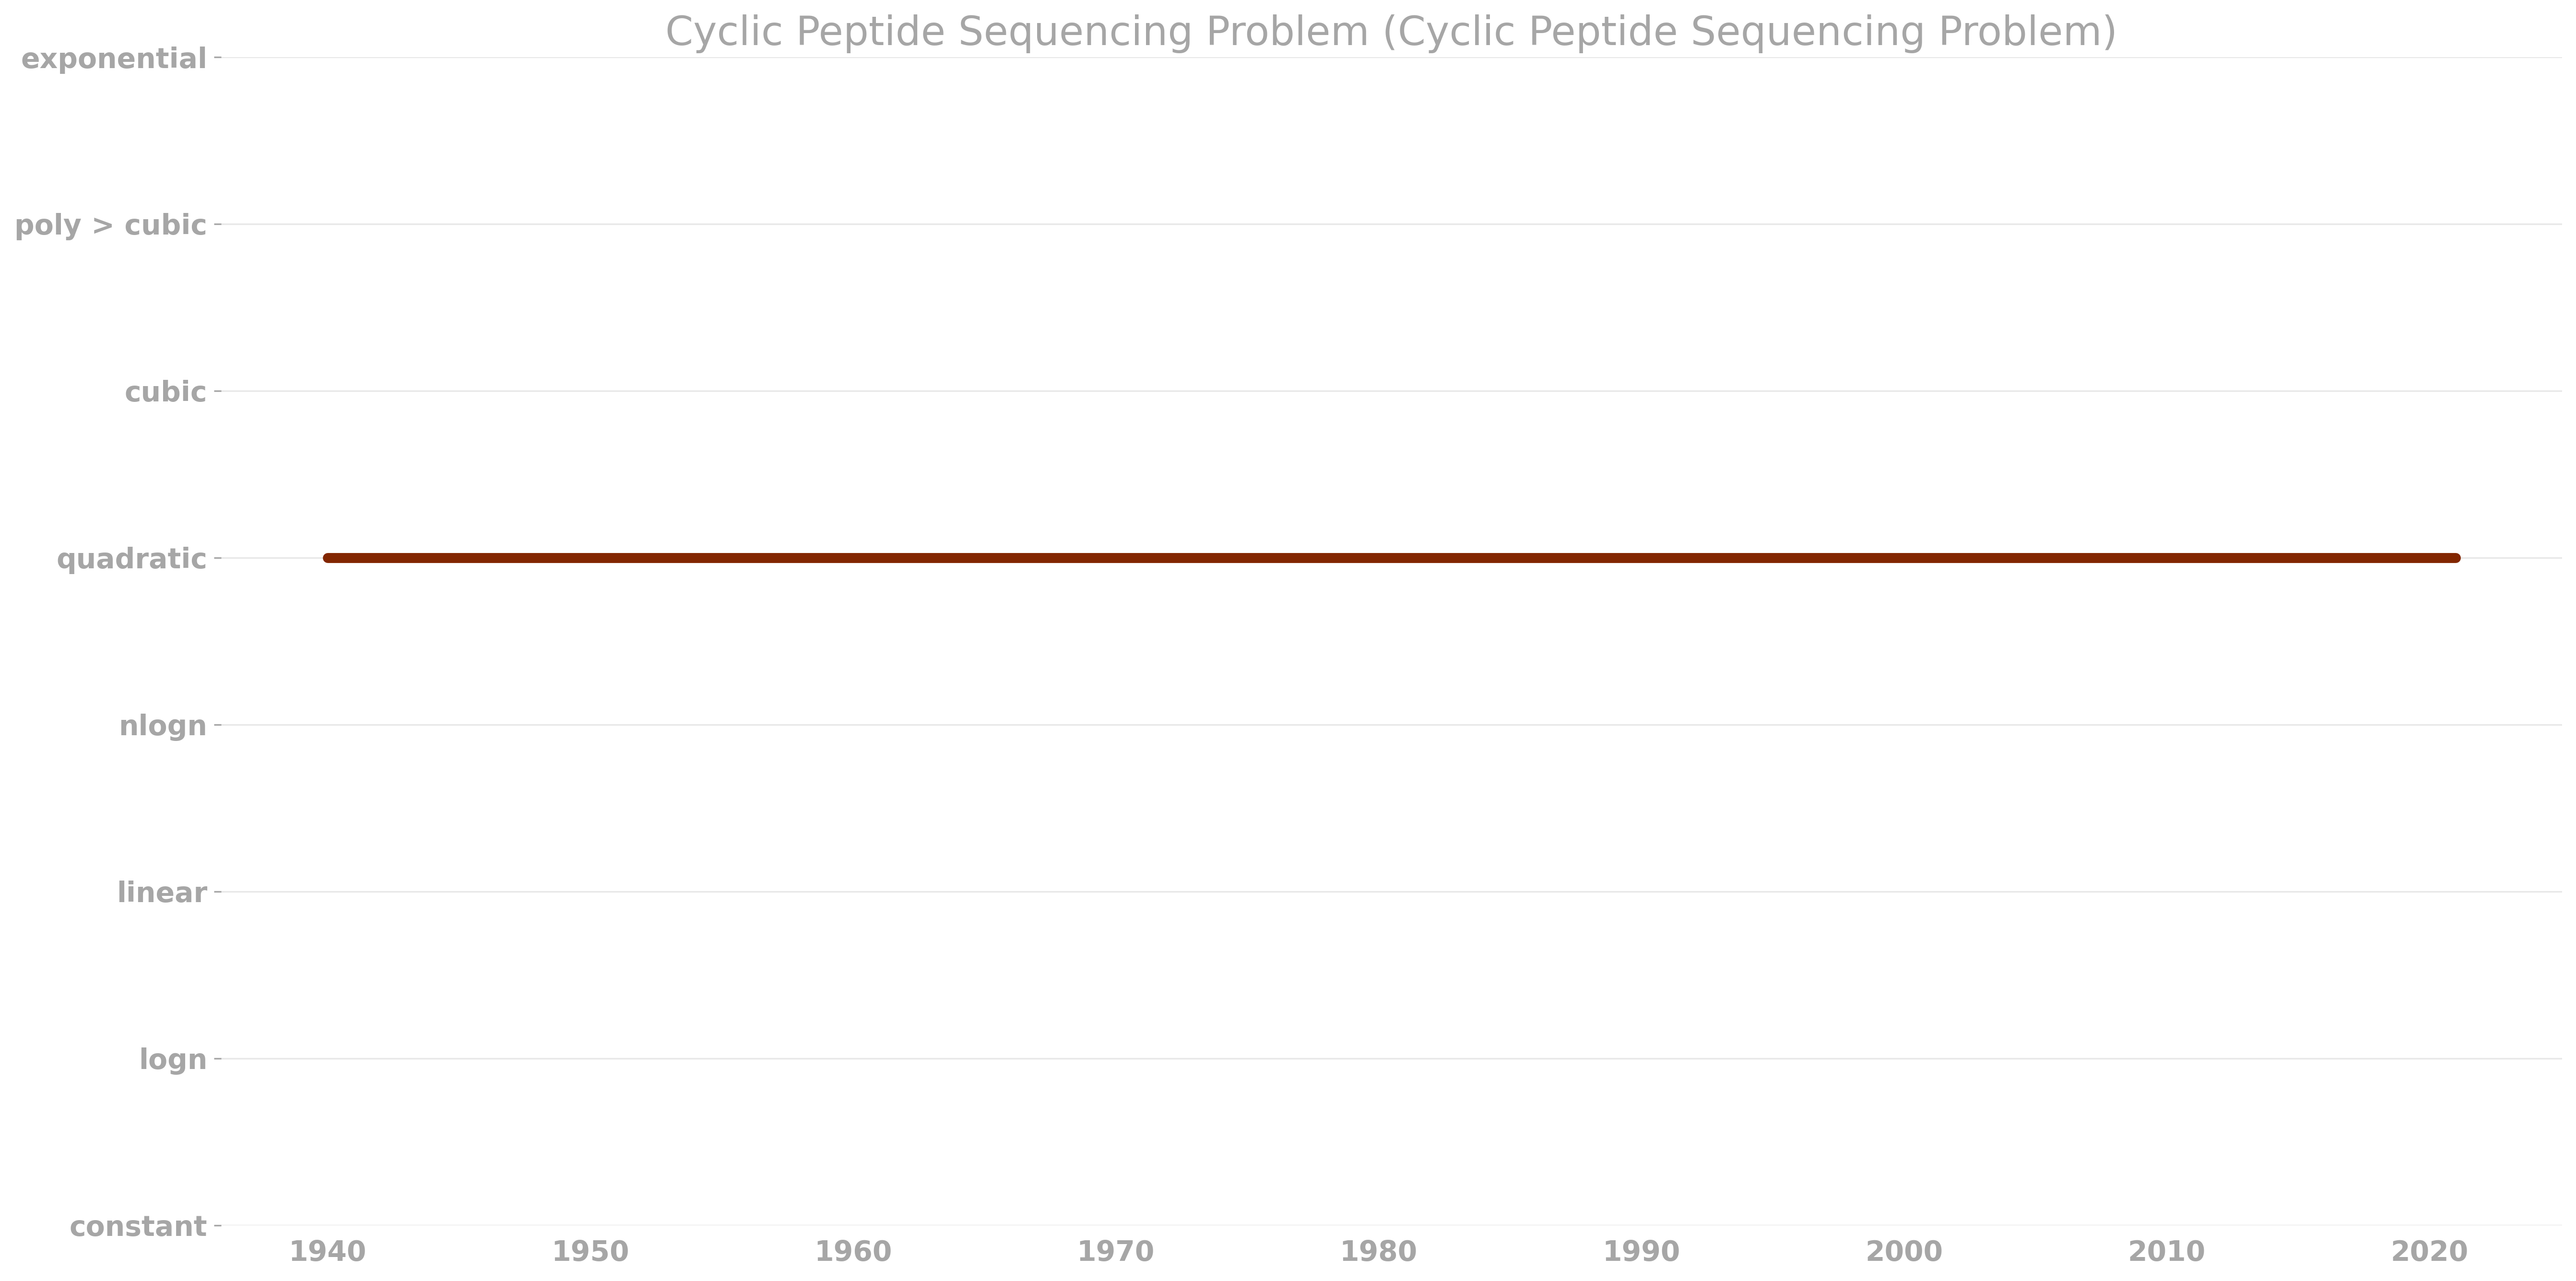 Cyclic Peptide Sequencing Problem (Cyclic Peptide Sequencing Problem)
exponential
poly > cubic
cubic
quadratic
nlogn
linear
logn
constant
1940 1950 1960 1970 1980 1990 2000 2010 2020